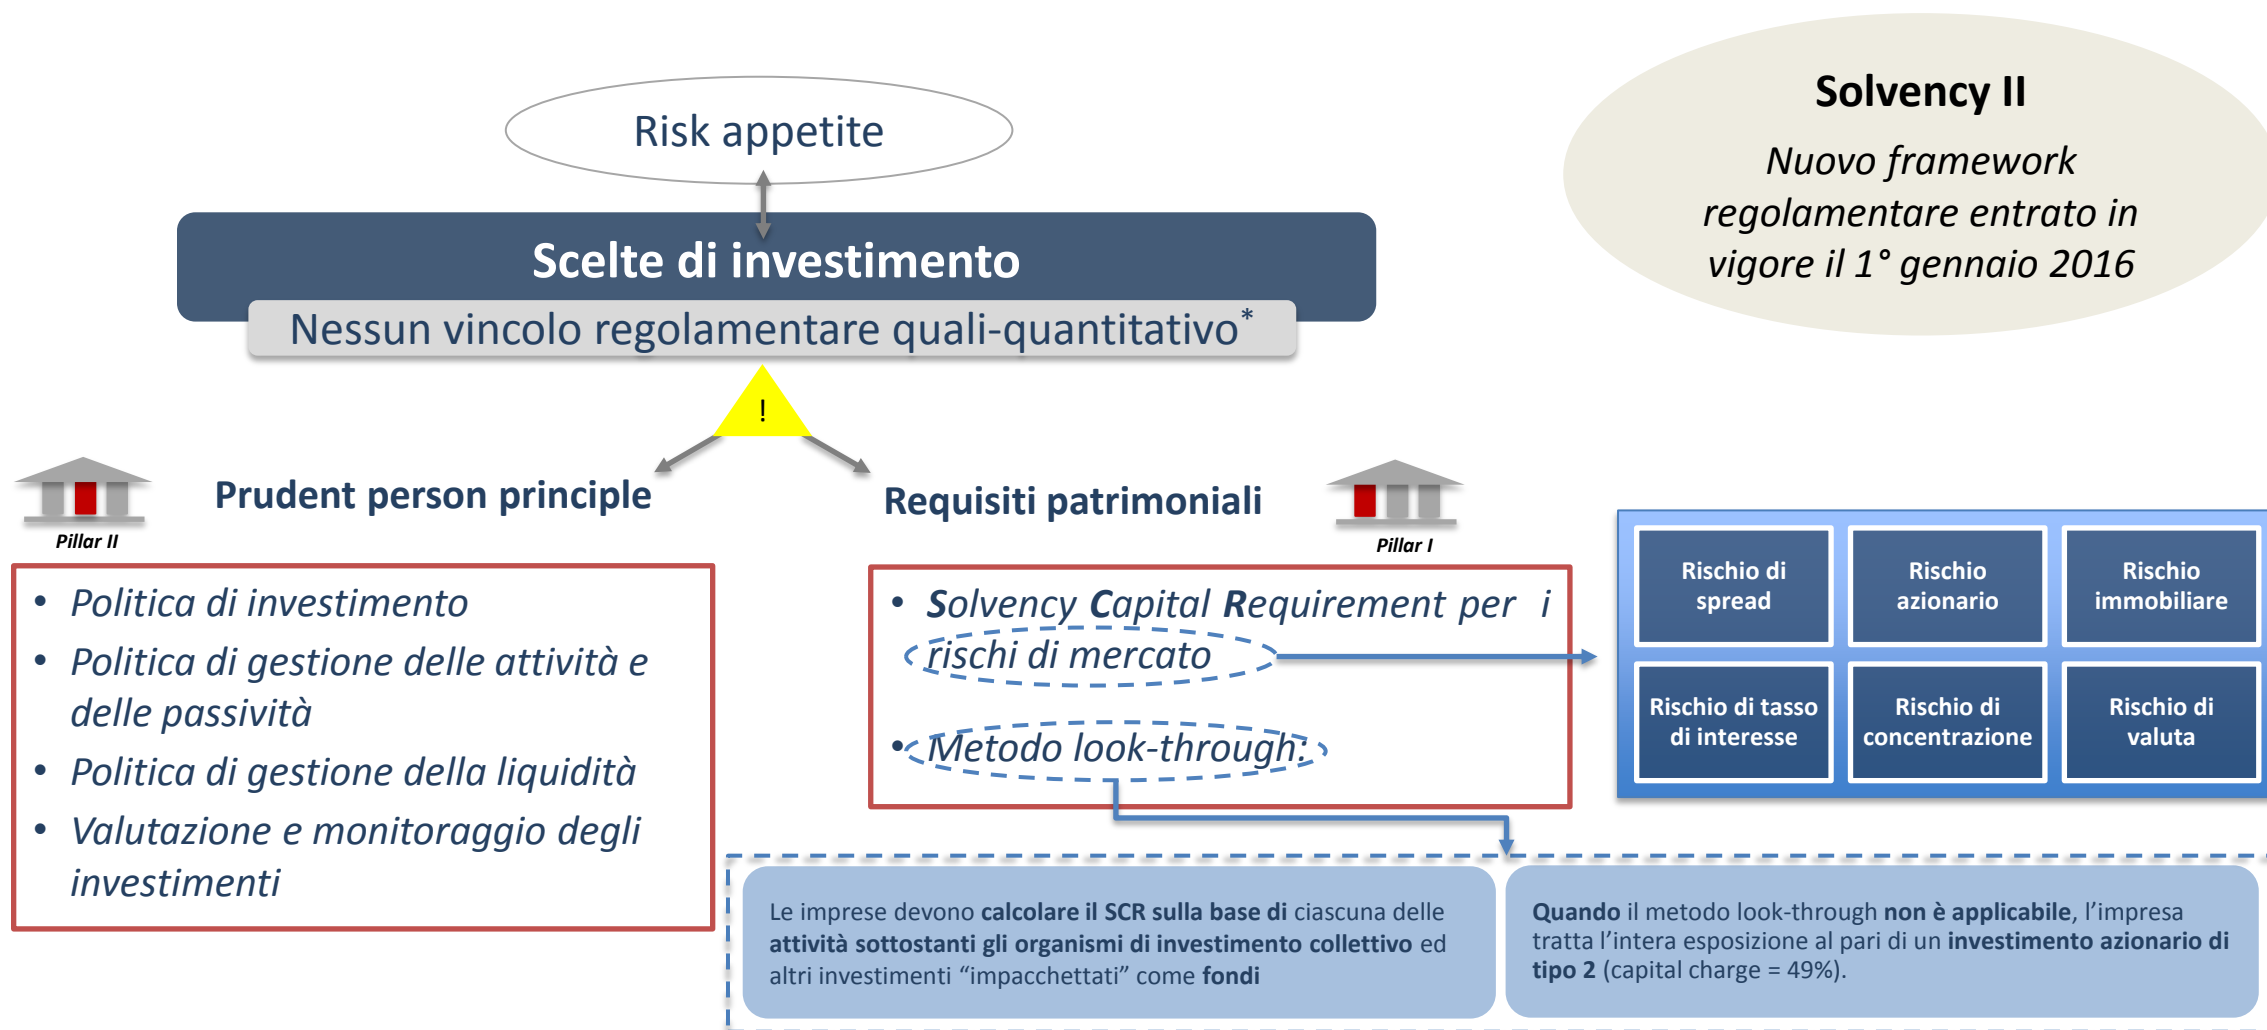 Solvency II
Nuovo framework
regolamentare entrato in
vigore il 1° gennaio 2016
Risk appetite
Scelte di investimento
Nessun vincolo regolamentare quali-quantitativo*
!
Prudent person principle
Pillar II
• Politica di investimento
• Politica di gestione delle attività e
delle passività
• Politica di gestione della liquidità
• Valutazione e monitoraggio degli
investimenti
Requisiti patrimoniali
Pillar I
• Solvency Capital Requirement per i
rischi di mercato
• Metodo look-through:
Rischio di
spread
Rischio
azionario
Rischio
immobiliare
Rischio di tasso
di interesse
Rischio di
concentrazione
Rischio di
valuta
Le imprese devono calcolare il SCR sulla base di ciascuna delle
attività sottostanti gli organismi di investimento collettivo ed
altri investimenti “impacchettati” come fondi
Quando il metodo look-through non è applicabile, l’impresa
tratta l’intera esposizione al pari di un investimento azionario di
tipo 2 (capital charge = 49%).